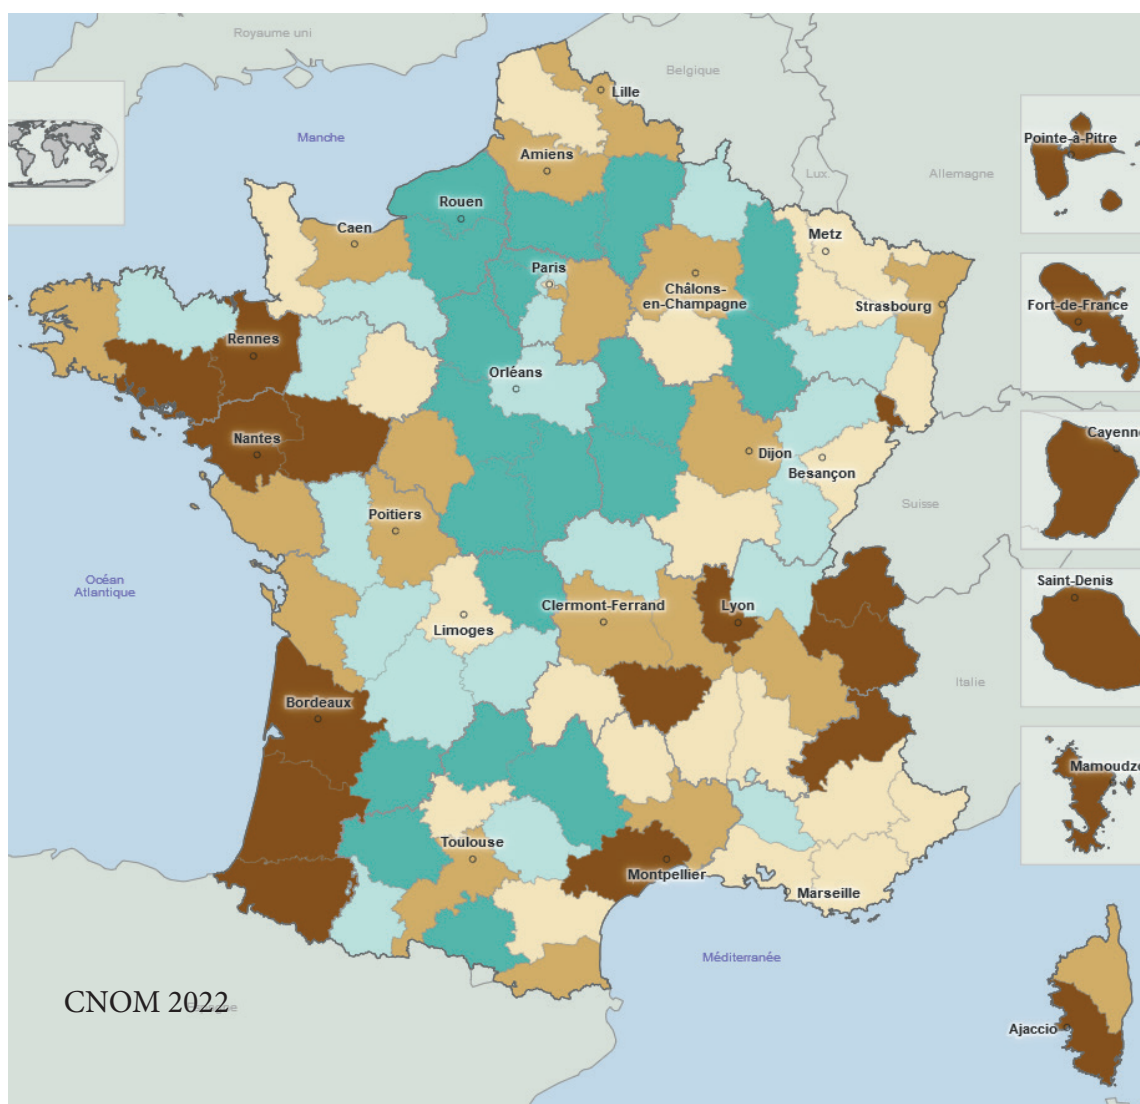 Royaume uni
Belgique
Lille
Manche
Pointe-à-Pitre
Amiens
Lux.
Allemagne
Rouen
Caen
Metz
Paris
Châlons-
en-Champagne
Strasbourg
Fort-de-France
Rennes
Orléans
Nantes
Dijon
Besançon
Cayenne
Poitiers
Suisse
Océan
Atlantique
Saint-Denis
Clermont-Ferrand
Lyon
Limoges
Italie
Bordeaux
Mamoudzo
Toulouse
Montpellier
Marseille
Méditerranée
CNOM 2022
Ajaccio